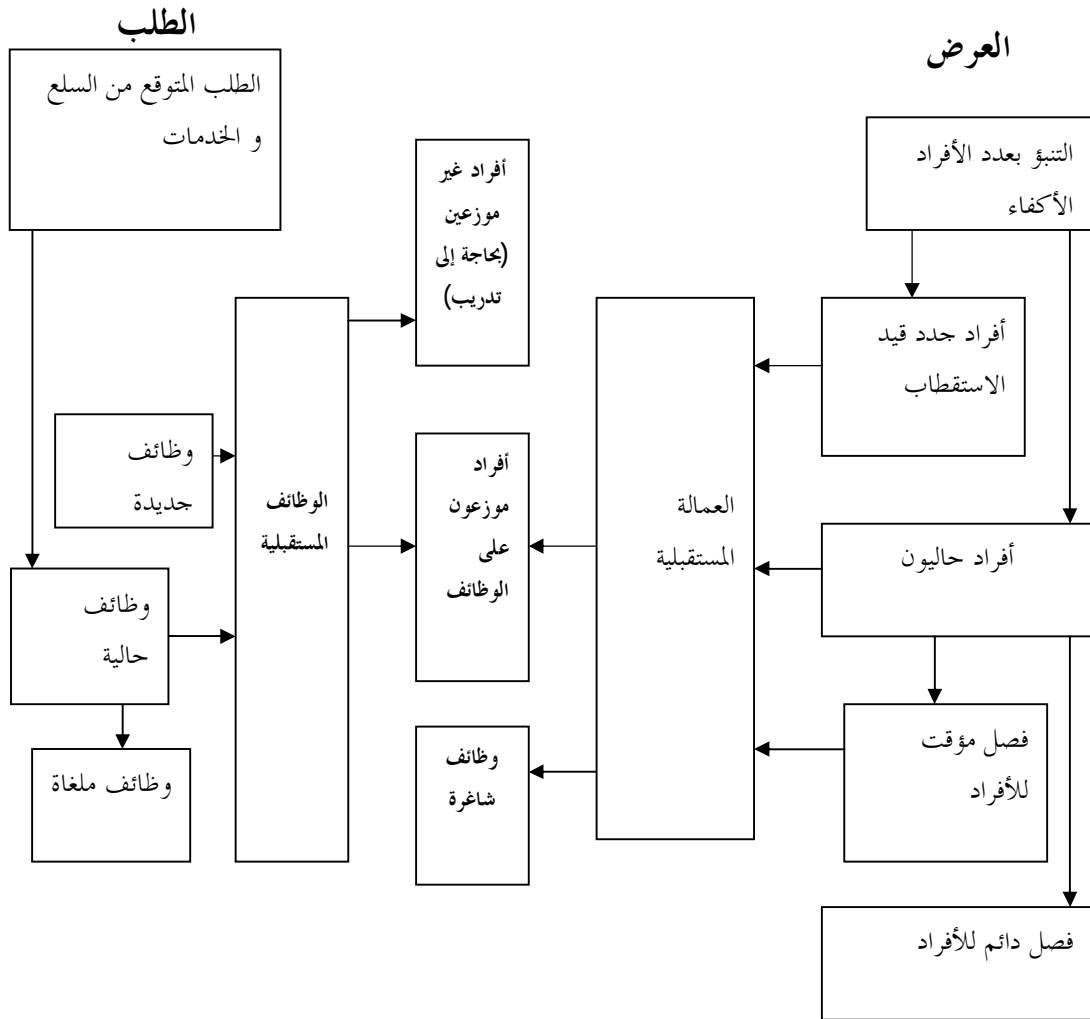 العرض
التنبؤ بعدد الأفراد
الأكفاء
أفراد جدد قيد
الاستقطاب
أفراد حاليون
فصل مؤقت
للأفراد
فصل دائم للأفراد
العمالة
المستقبلية
أفراد غير
موزعين
(بحاجة إلى
تدريب)
أفراد
موزعون
على
الوظائف
وظائف
شاغرة
الوظائف
المستقبلية
الطلب
الطلب المتوقع من السلع
و الخدمات
وظائف
جديدة
وظائف
حالية
وظائف ملغاة